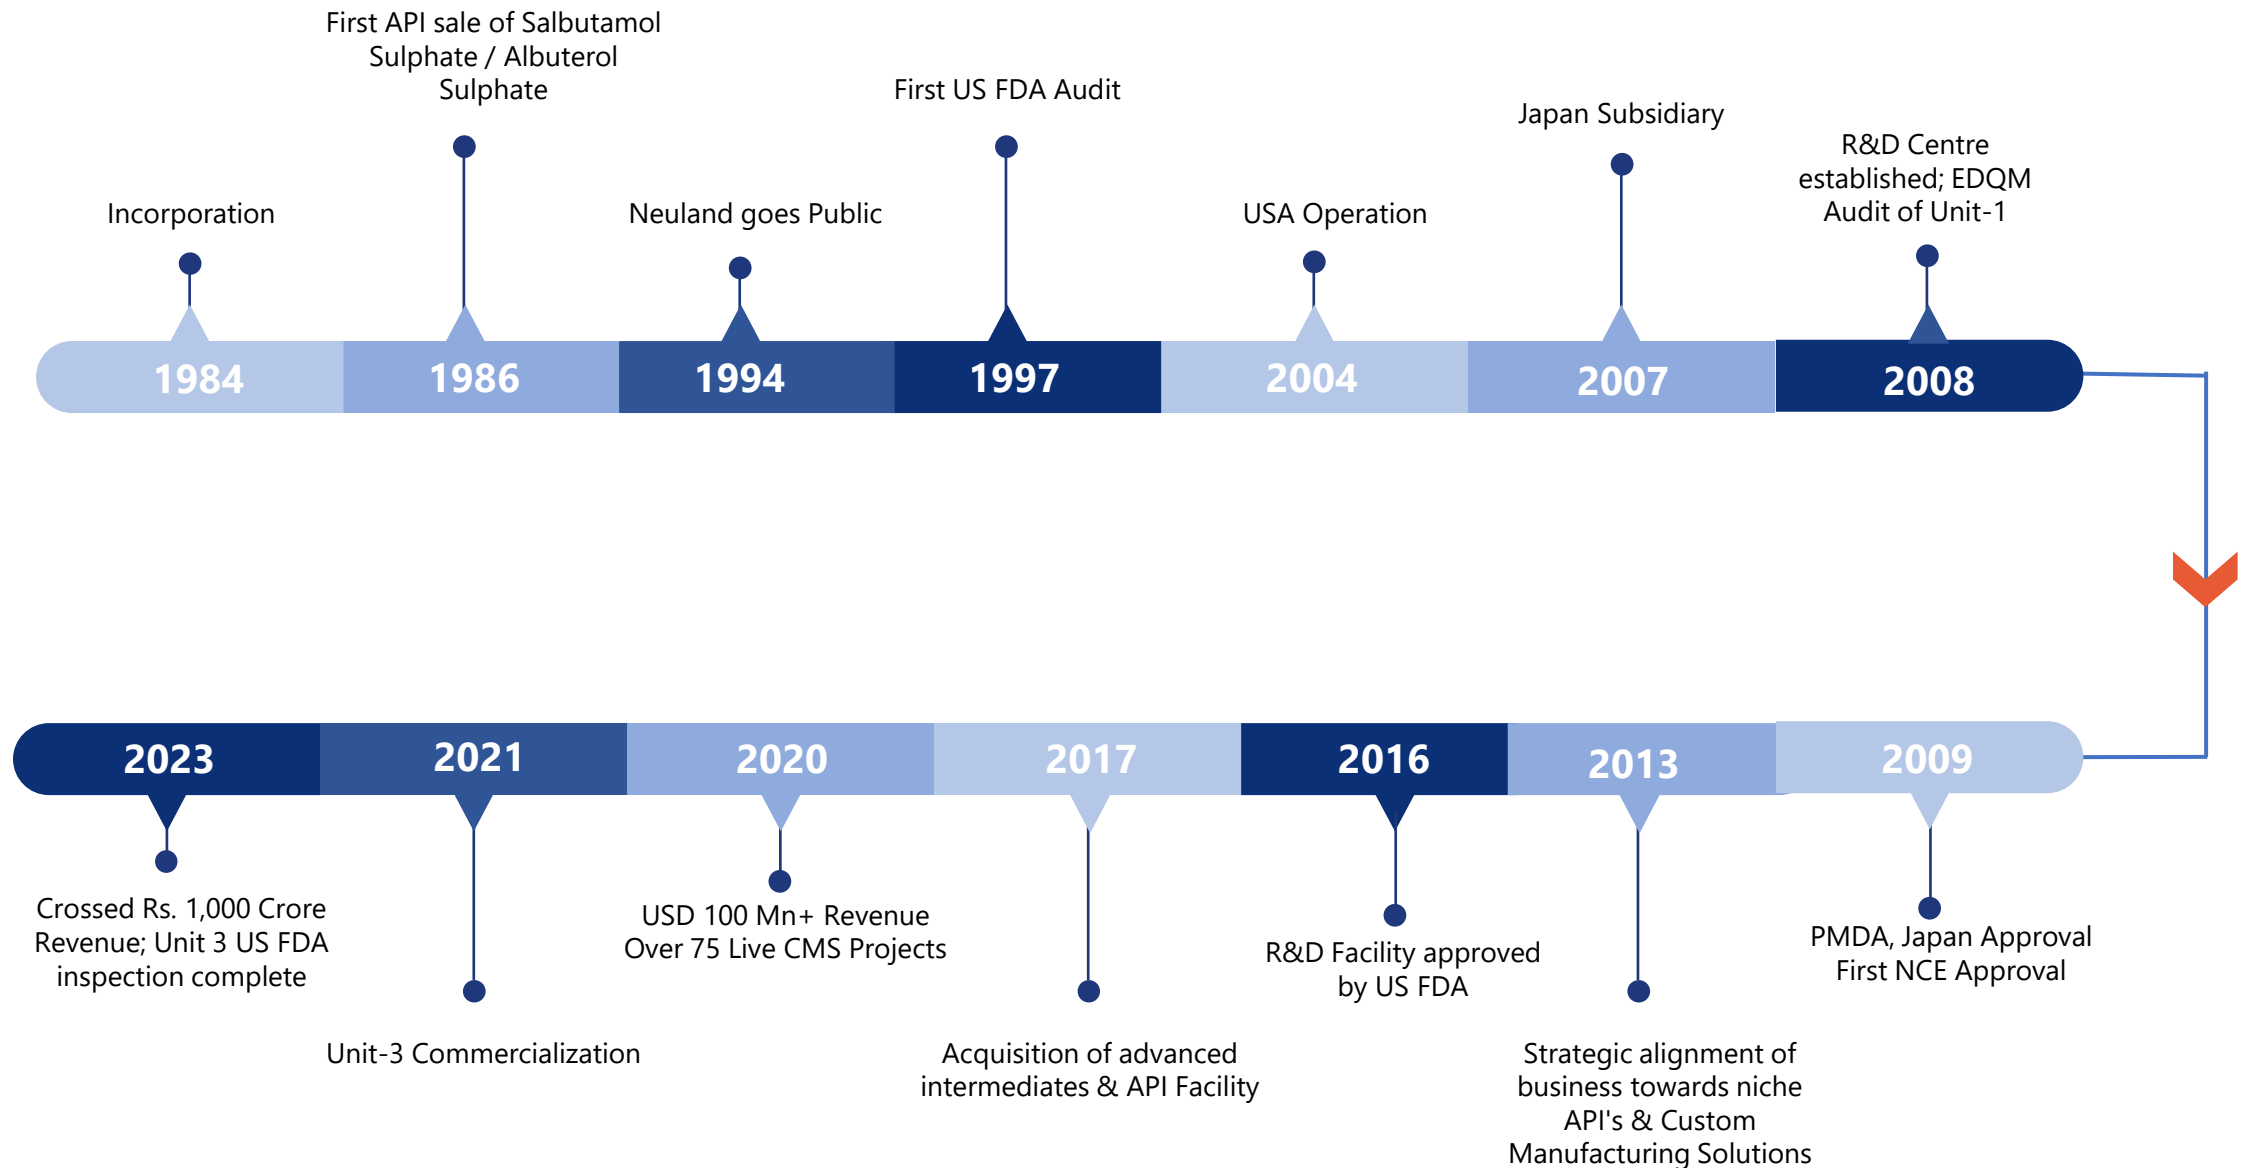 First API sale of Salbutamol
Sulphate / Albuterol
Sulphate
First US FDA Audit
Japan Subsidiary
R&D Centre
established; EDQM
Audit of Unit-1
Incorporation
Neuland goes Public
USA Operation
1984
1986
1994
1997
2004
2007
2008
2023
2021
2020
2017
2016
2013
2009
Crossed Rs. 1,000 Crore
Revenue; Unit 3 US FDA
inspection complete
USD 100 Mn+ Revenue
Over 75 Live CMS Projects
R&D Facility approved
by US FDA
PMDA, Japan Approval
First NCE Approval
Unit-3 Commercialization
Acquisition of advanced
intermediates & API Facility
Strategic alignment of
business towards niche
API's & Custom
Manufacturing Solutions